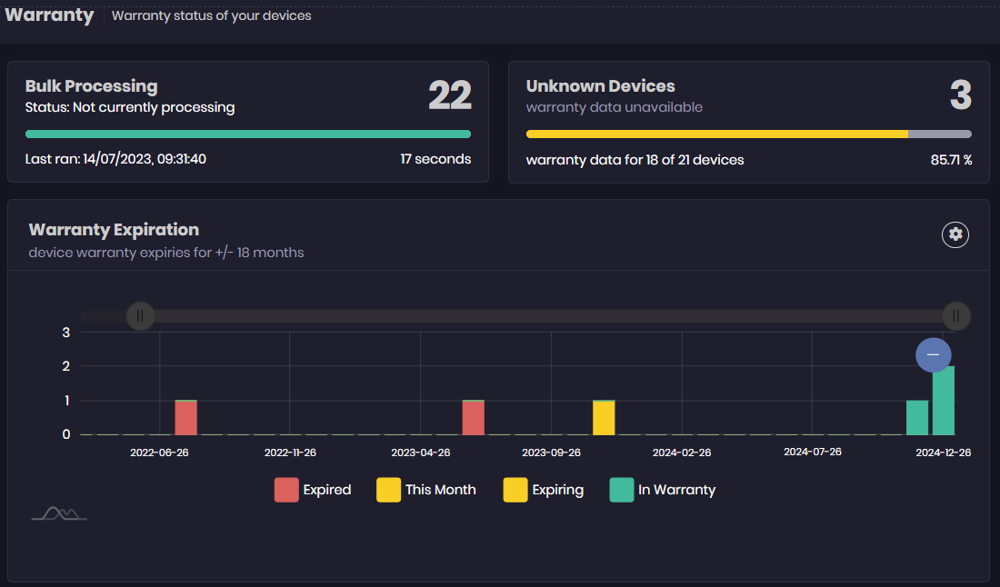 Warranty
Warranty status of your devices
Bulk Processing
22
Status: Not currently processing
Last ran: 14/07/2023, 09:31:40
17 seconds
Unknown Devices
3
warranty data unavailable
warranty data for 18 of 21 devices
85.71 %
Warranty Expiration
device warranty expiries for +/- 18 months
3
2
1
0
2022-06-26
2022-11-26
2023-04-26
2023-09-26
2024-02-26
2024-07-26
2024-12-26
Expired
This Month
Expiring
In Warranty